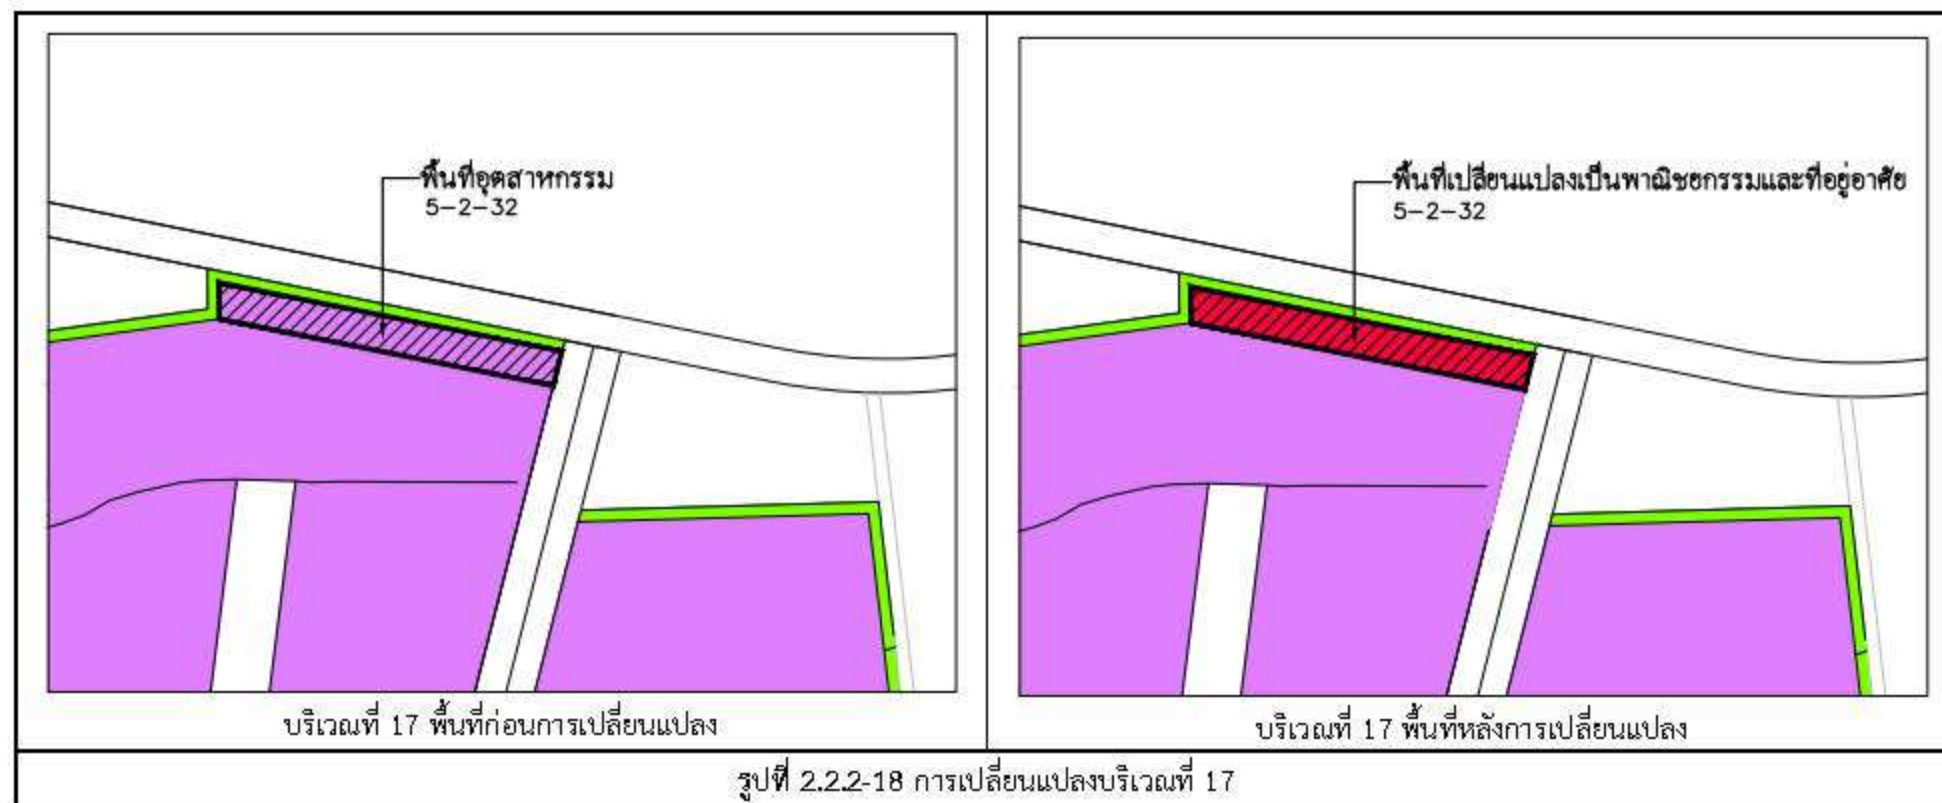 พื้นที่อุตสาหกรรม
5-2-32
บริเวณที่ 17 พื้นที่ก่อนการเปลี่ยนแปลง
พื้นที่เปลี่ยนแปลงเป็นพาณิชยกรรมและที่อยู่อาศัย
5-2-32
บริเวณที่ 17 พื้นที่หลังการเปลี่ยนแปลง
รูปที่ 2.2.2-18 การเปลี่ยนแปลงบริเวณที่ 17